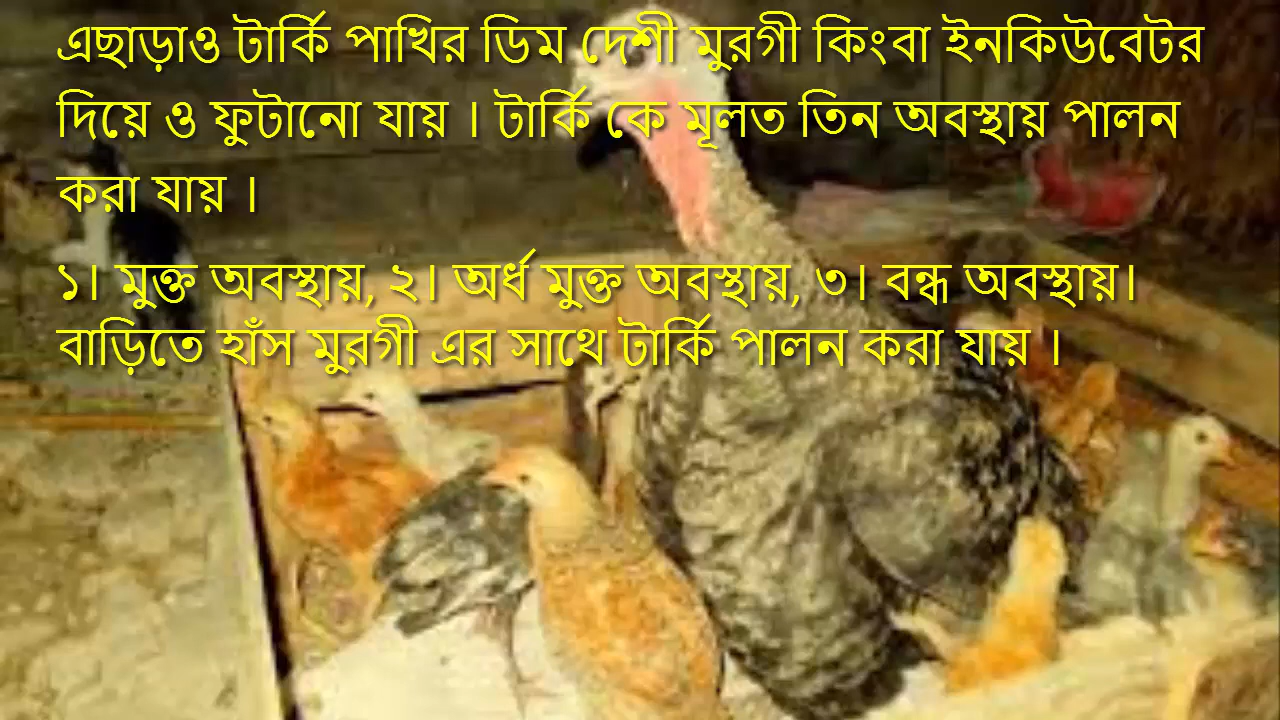 এছাড়াও টার্কি পাখির ডিম দেশী মুরগী কিংবা ইনকিউবেটর
দিয়ে ও ফুটানো যায় । টার্কি কে মূলত তিন অবস্থায় পালন
করা যায় ।
১। মুক্ত অবস্থায়, ২। অর্ধ মুক্ত অবস্থায়, ৩। বন্ধ অবস্থায়।
বাড়িতে হাঁস মুরগী এর সাথে টার্কি পালন করা যায় ।